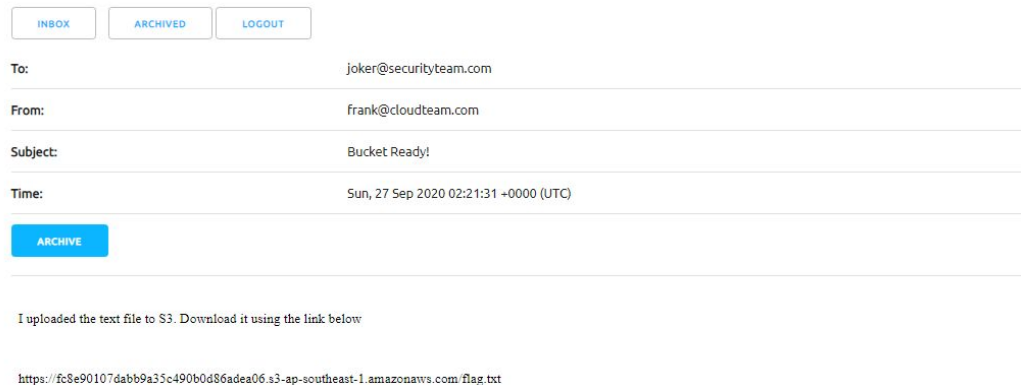 INBOX ARCHIVED LOGOUT
To: joker@securityteam.com
From: frank@cloudteam.com
Subject: Bucket Ready!
Time: Sun, 27 Sep 2020 02:21:31 +0000 (UTC)
ARCHIVE
I uploaded the text file to S3. Download it using the link below
https://fc8e90107dabb9a35c490b0d86adea06.s3-ap-southeast-1.amazonaws.com/flag.txt